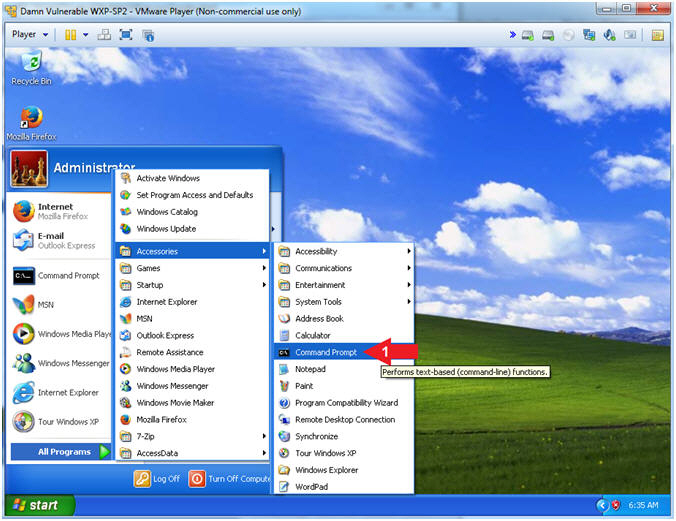 Damn Vulnerable WXP-SP2 - VMware Player (Non-commercial use only)
Player
Recycle Bin
Mozilla Firefox
Administrator
Internet
Mozilla Firefox
E-mail
Outlook Express
Command Prompt
MSN
Windows Media Playe
Windows Messenger
Internet Explorer
Tour Windows XP
All Programs
Activate Windows
Set Program Access and Defaults
Windows Catalog
Windows Update
Accessories
Games
Startup
Internet Explorer
MSN
Outlook Express
Remote Assistance
Windows Media Player
Windows Messenger
Windows Movie Maker
Mozilla Firefox
7-Zip
AccessData
Accessibility
Communications
Entertainment
System Tools
Address Book
Calculator
Command Prompt
1
Performs text-based (command-line) functions.
Notepad
Paint
Program Compatibility Wizard
Remote Desktop Connection
Synchronize
Tour Windows XP
Windows Explorer
WordPad
Log Off
Turn Off Compute
start
6:35 AM